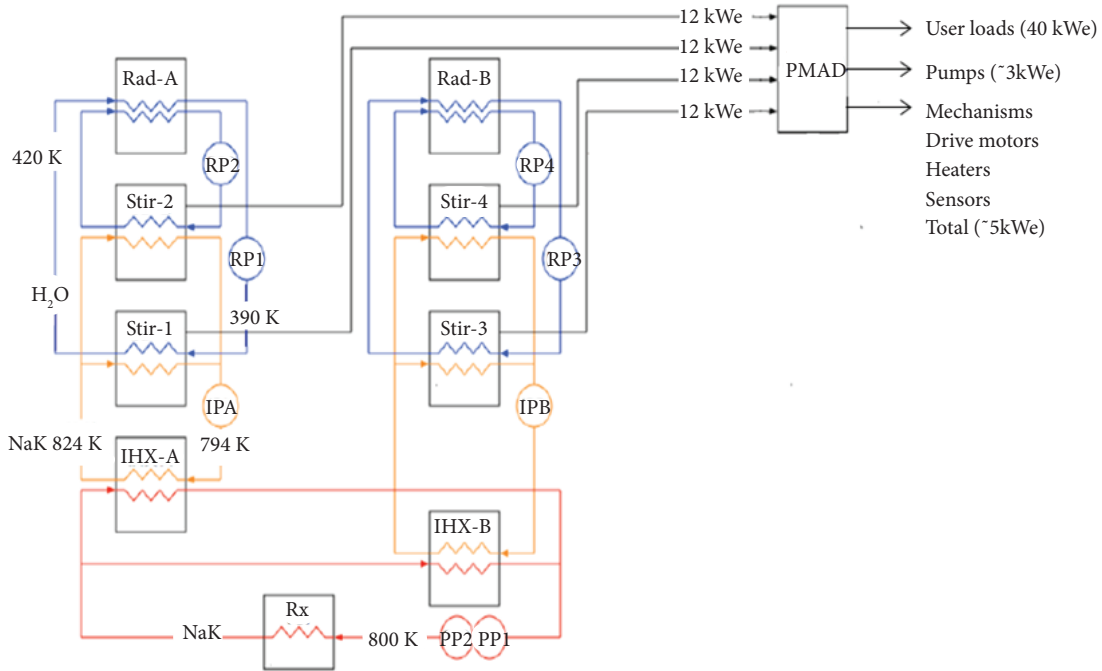 12 kWe
User loads (40 kWe)
12 kWe
Rad-A
Rad-B
PMAD
Pumps (~3kWe)
12 kWe
12 kWe
Mechanisms
Drive motors
Heaters
Sensors
Total (~5kWe)
420 K
RP2
RP4
Stir-2
Stir-4
RP1
RP3
H₂O
390 K
Stir-1
Stir-3
IPA
IPB
NaK 824 K
794 K
IHX-A
IHX-B
Rx
NaK
800 K
PP2 PP1